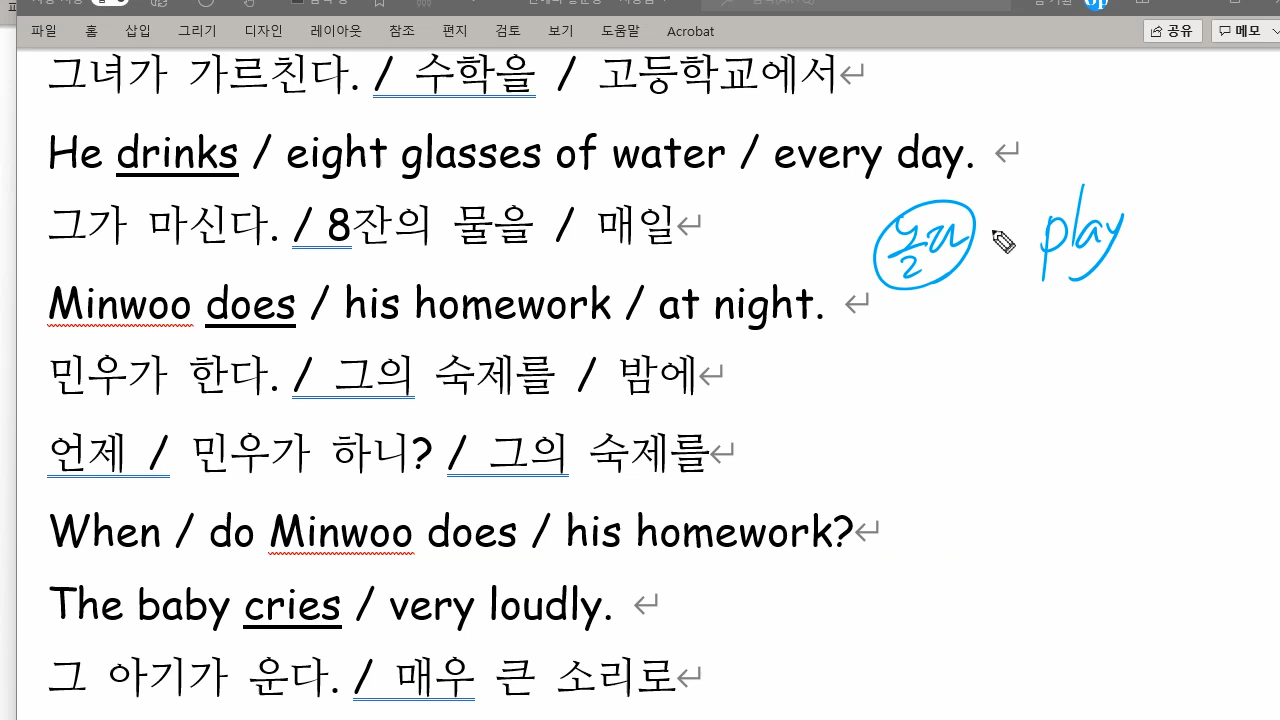 파일 홈 삽입 그리기 디자인 레이아웃 참조 편지 검토 보기 도움말 Acrobat 공유 메모
그녀가 가르친다. / 수학을 / 고등학교에서
He drinks / eight glasses of water / every day.
그가 마신다. / 8잔의 물을 / 매일
놀다 play
Minwoo does / his homework / at night.
민우가 한다. / 그의 숙제를 / 밤에
언제 / 민우가 하니? / 그의 숙제를
When / do Minwoo does / his homework?
The baby cries / very loudly.
그 아기가 운다. / 매우 큰 소리로